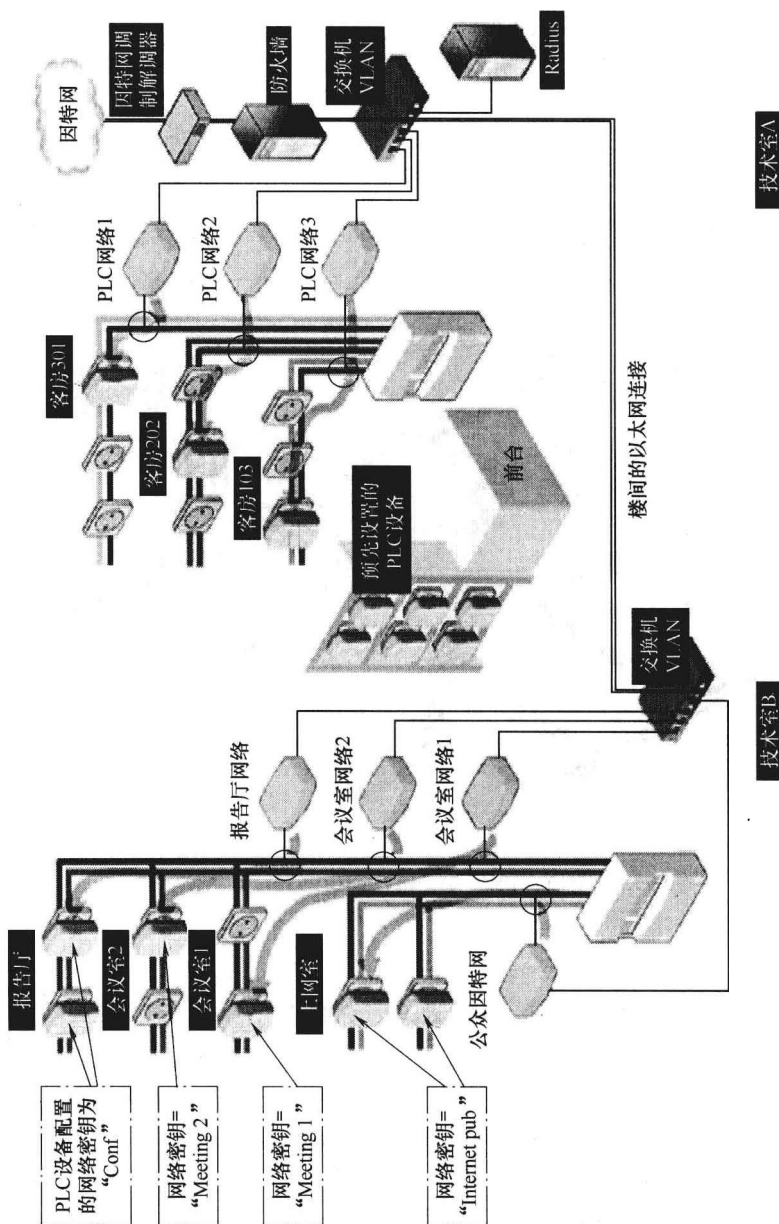 PLC设备配置
的网络密钥为
“Conf”
网络密钥=
“Meeting 2”
网络密钥=
“Meeting 1”
网络密钥=
“Internet pub”
报告厅
会议室2
会议室1
上网室
公众因特网
报告厅网络
会议室网络2
会议室网络1
交换机
VLAN
技术室B
预先设置的
PLC设备
前台
楼间的以太网连接
客房301
客房202
客房103
PLC网络1
PLC网络2
PLC网络3
因特网
因特网调
制解调器
防火墙
交换机
VLAN
Radius
技术室A